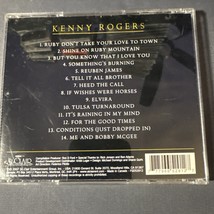 KENNY ROGERS
1. RUBY DON'T TAKE YOUR LOVE TO TOWN
2. SHINE ON RUBY MOUNTAIN
3. BUT YOU KNOW THAT I LOVE YOU
4. SOMETHING'S BURNING
5. REUBEN JAMES
6. TELL IT ALL BROTHER
7. HEED THE CALL
8. IF WISHES WERE HORSES
9. ELVIRA
10. TULSA TURNAROUND
11. IT'S RAINING IN MY MIND
12. FOR THE GOOD TIMES
13. CONDITIONS (JUST DROPPED IN)
14. ME AND BOBBY MCGEE